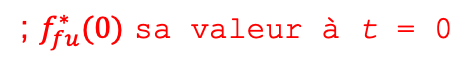 ; f*fu(0) sa valeur à t = 0